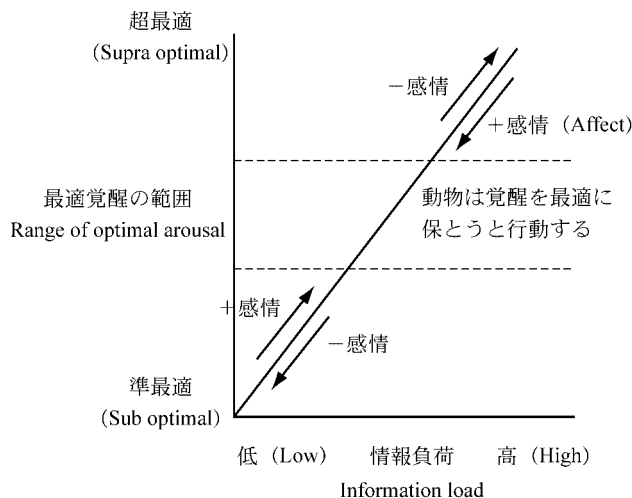 超最適
(Supra optimal)
－感情
＋感情 (Affect)
最適覚醒の範囲
Range of optimal arousal
動物は覚醒を最適に
保とうと行動する
＋感情
－感情
準最適
(Sub optimal)
低 (Low) 情報負荷 高 (High)
Information load